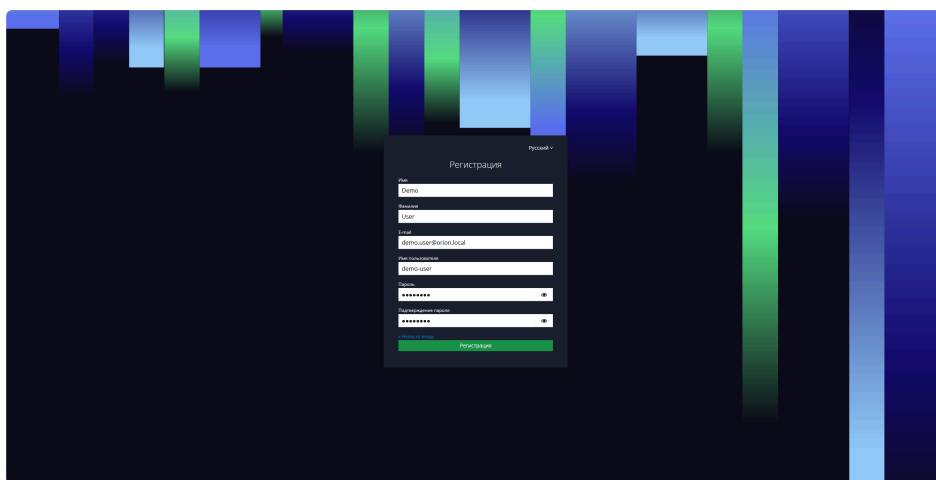 Русский
Регистрация
Имя
Demo
Фамилия
User
E-mail
demo.user@orion.local
Имя пользователя
demo-user
Пароль
••••••••
Подтверждение пароля
••••••••
« Назад ко входу
Регистрация